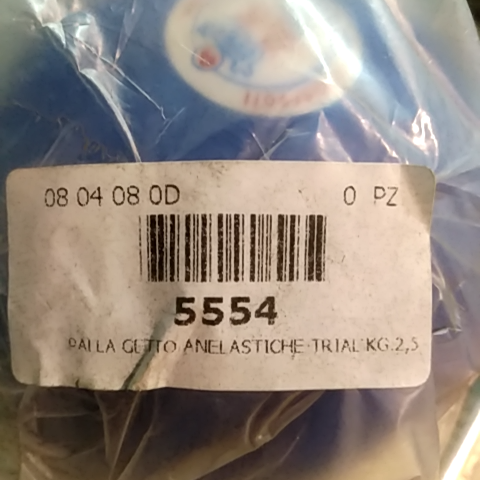 08 04 08 0D 0 PZ
5554
PALLA GETTO ANELASTICHE TRIAL KG.2,5